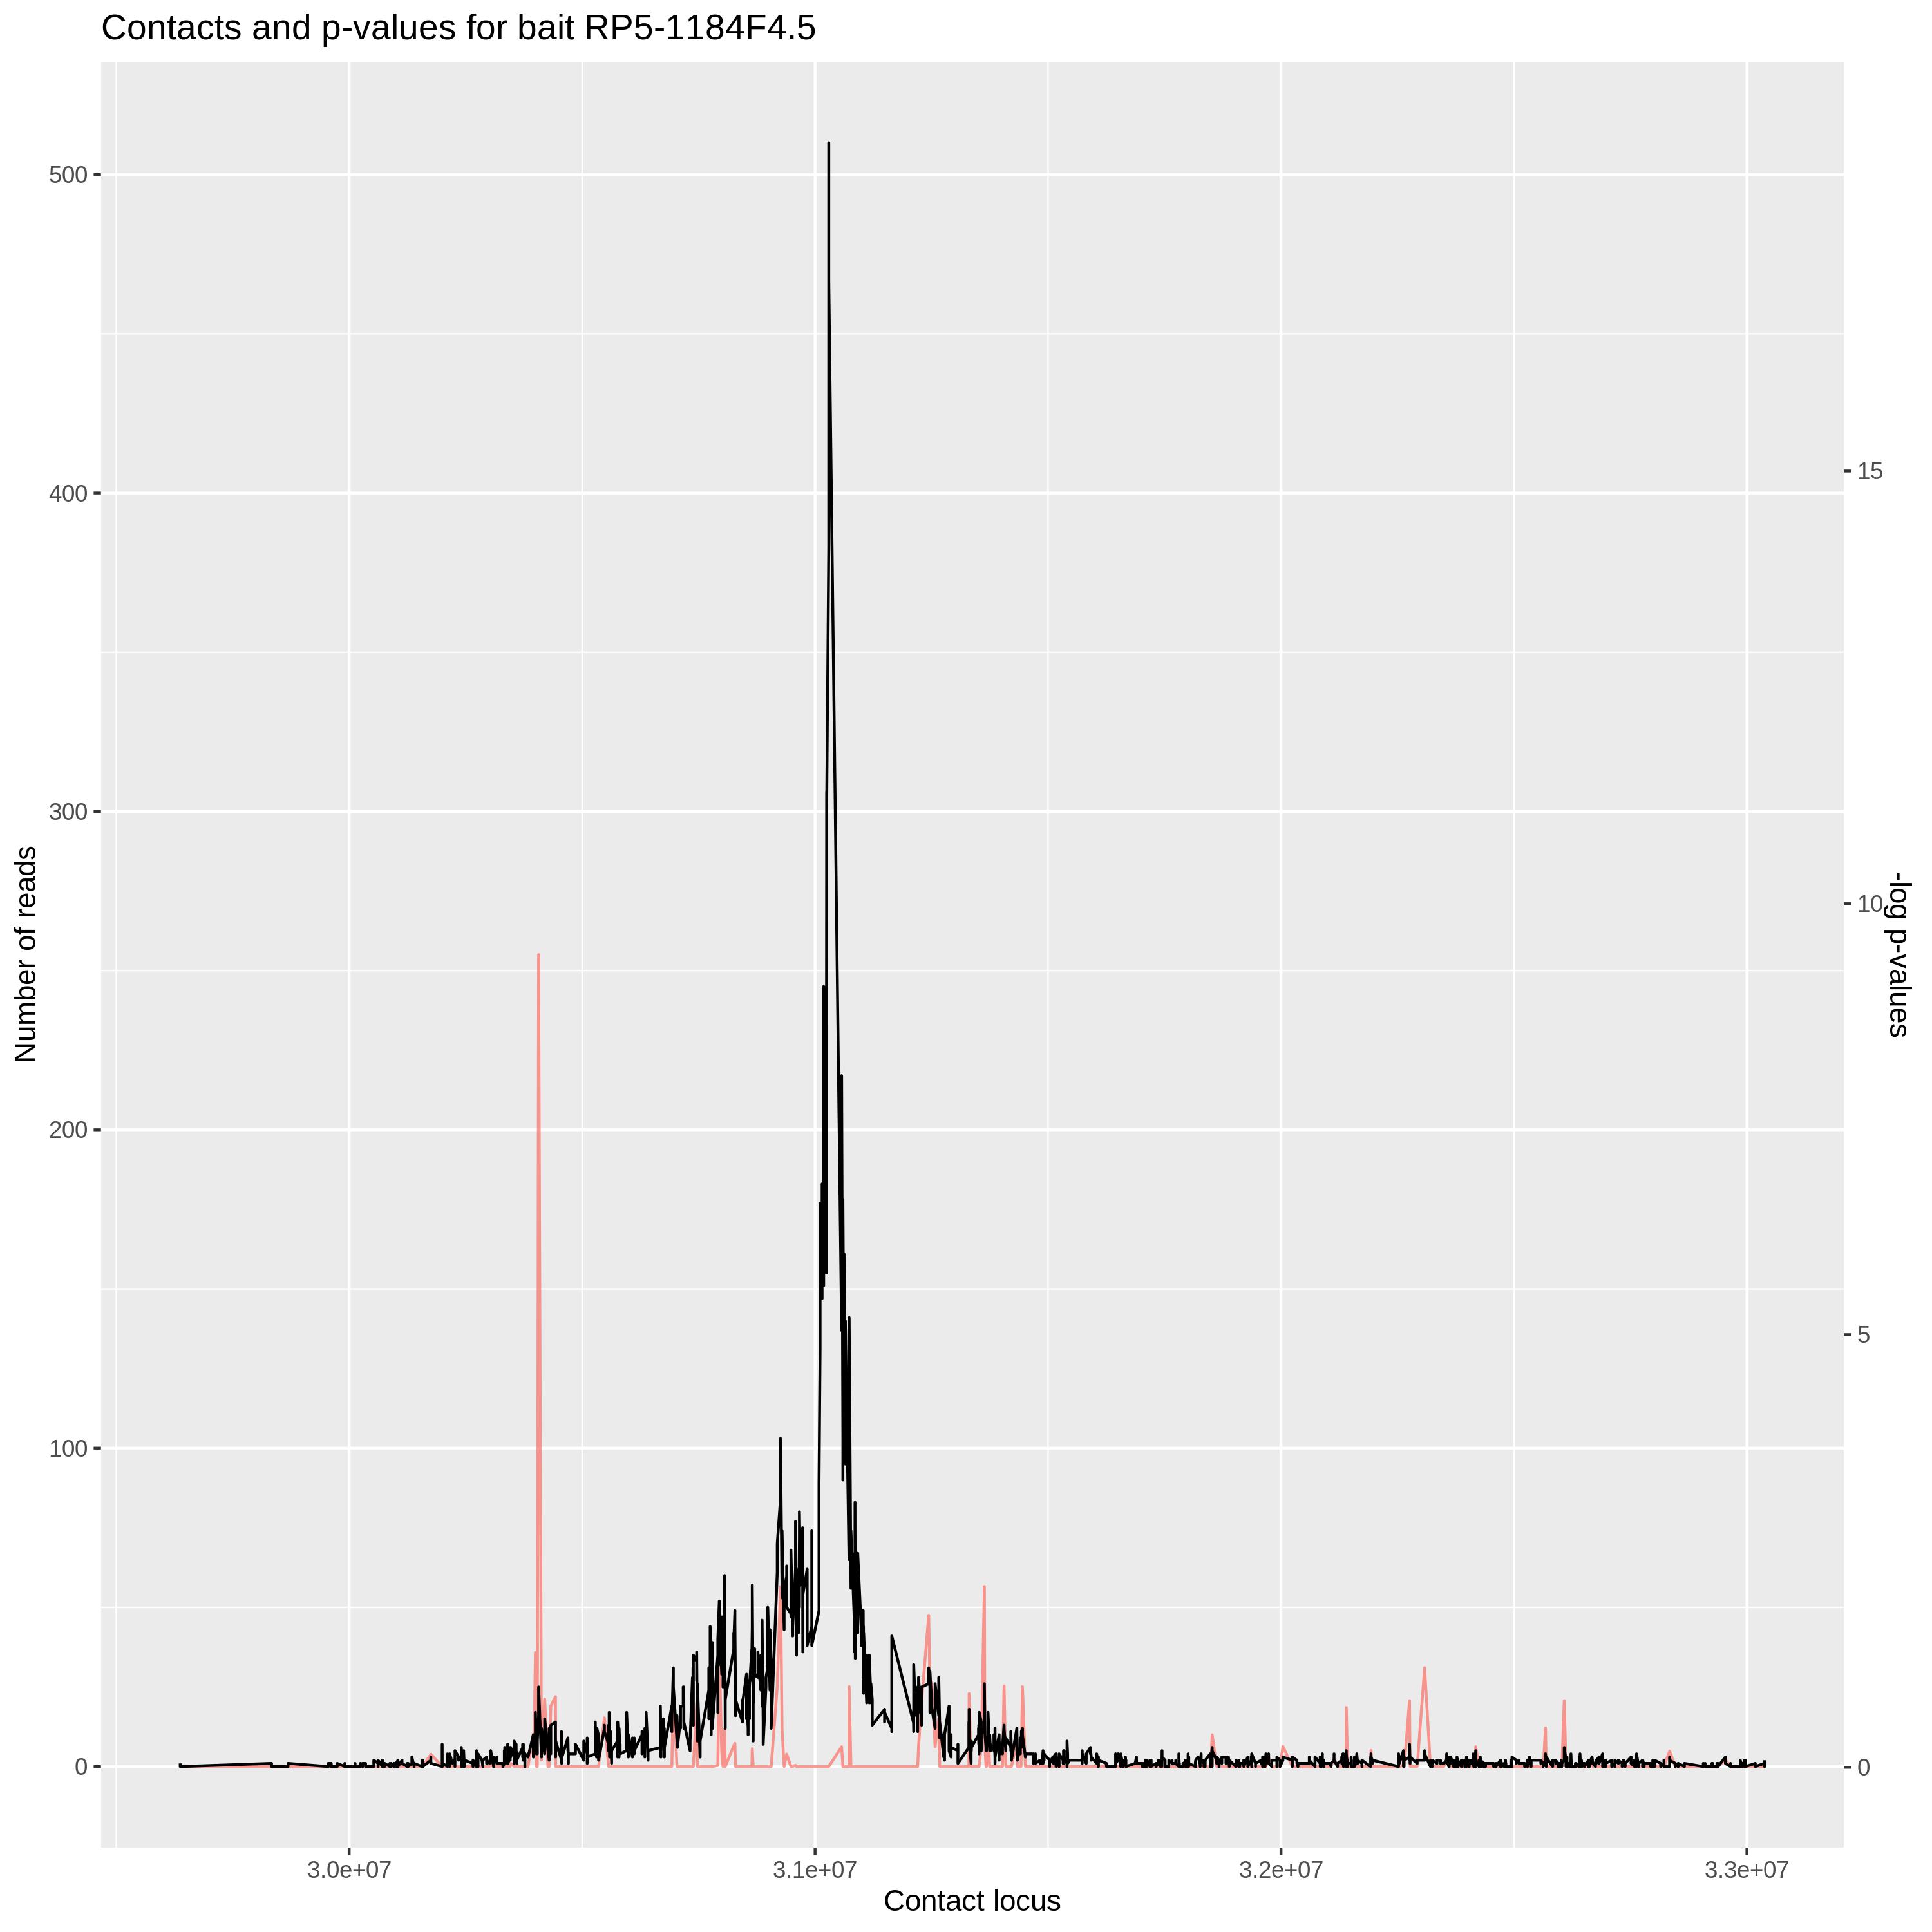 Contacts and p-values for bait RP5-1184F4.5
500
400
300
200
100
0
Number of reads
15
10
5
0
-log p-values
3.0e+07
3.1e+07
3.2e+07
3.3e+07
Contact locus